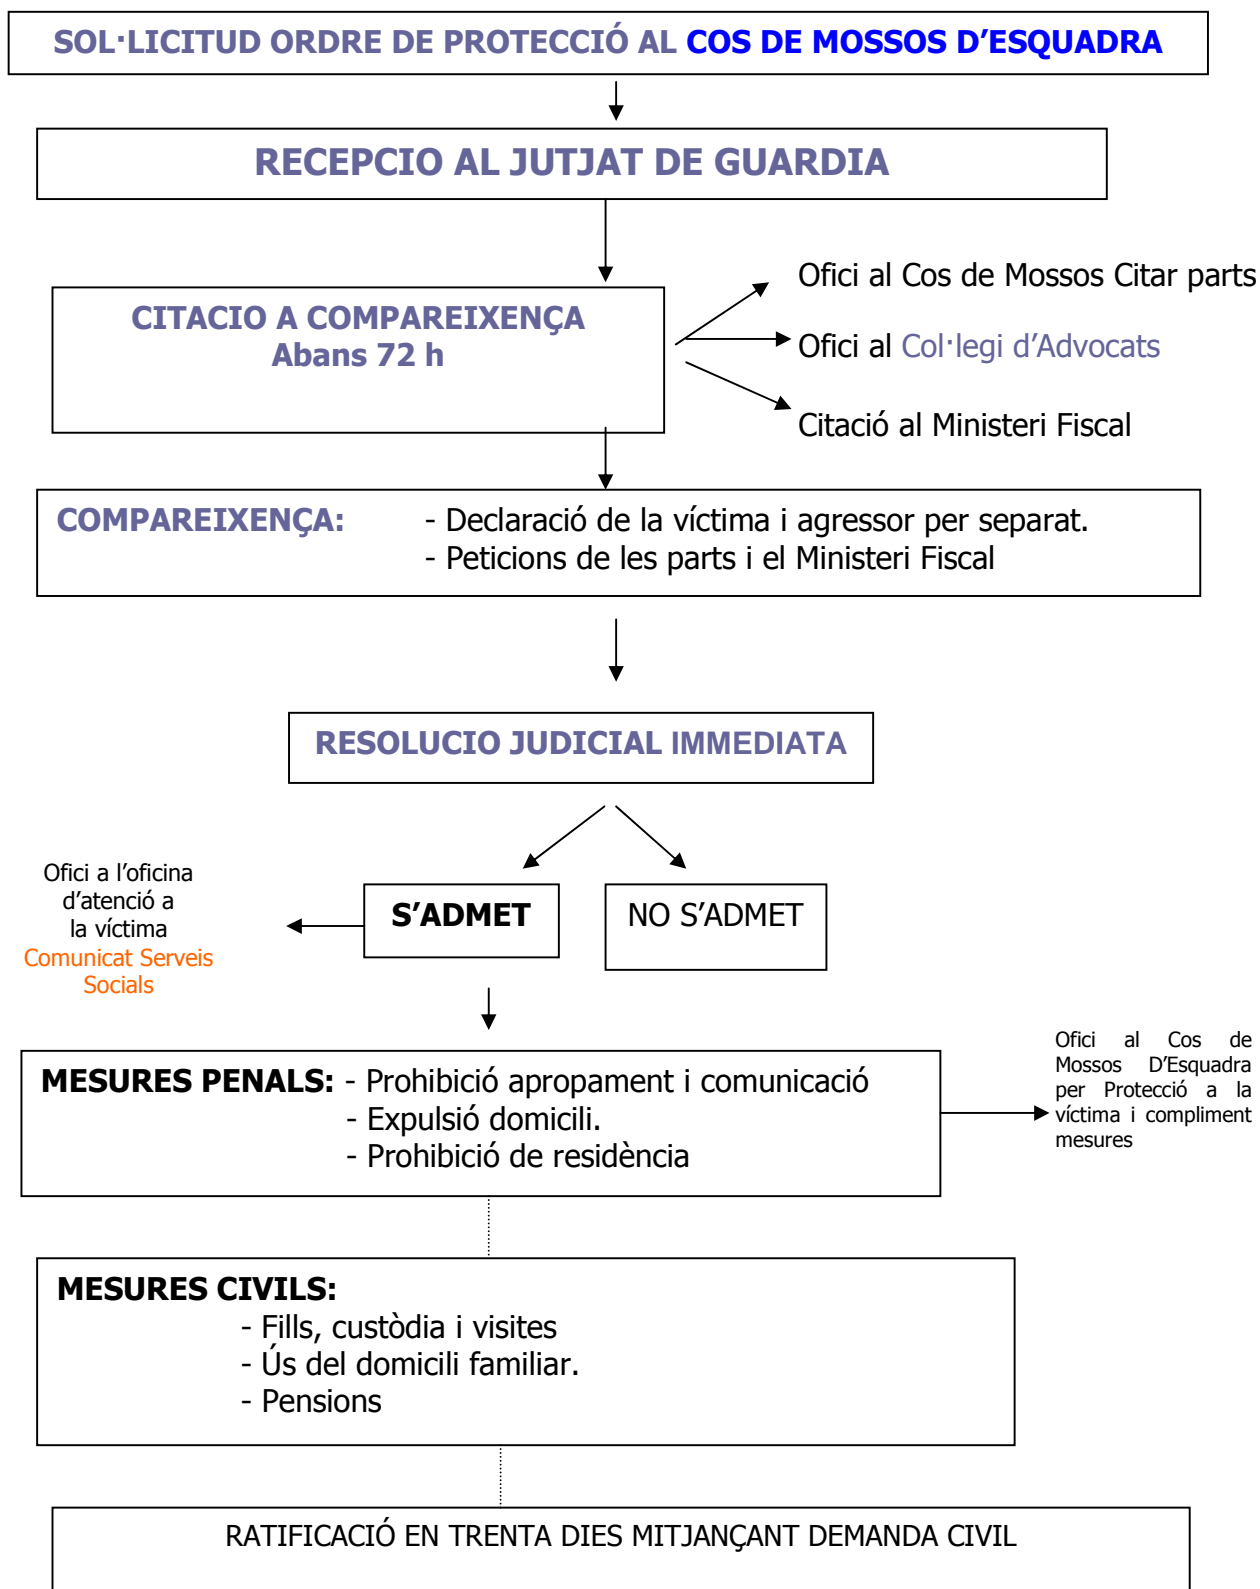 SOL·LICITUD ORDRE DE PROTECCIÓ AL COS DE MOSSOS D’ESQUADRA
RECEPCIO AL JUTJAT DE GUARDIA
CITACIO A COMPAREIXENÇA
Abans 72 h
Ofici al Cos de Mossos Citar parts
Ofici al Col·legi d’Advocats
Citació al Ministeri Fiscal
COMPAREIXENÇA: - Declaració de la víctima i agressor per separat.
- Peticions de les parts i el Ministeri Fiscal
RESOLUCIO JUDICIAL IMMEDIATA
Ofici a l’oficina
d’atenció a
la víctima
Comunicat Serveis
Socials
S’ADMET
NO S’ADMET
MESURES PENALS: - Prohibició apropament i comunicació
- Expulsió domicili.
- Prohibició de residència
Ofici al Cos de
Mossos D’Esquadra
per Protecció a la
víctima i compliment
mesures
MESURES CIVILS:
- Fills, custòdia i visites
- Ús del domicili familiar.
- Pensions
RATIFICACIÓ EN TRENTA DIES MITJANÇANT DEMANDA CIVIL